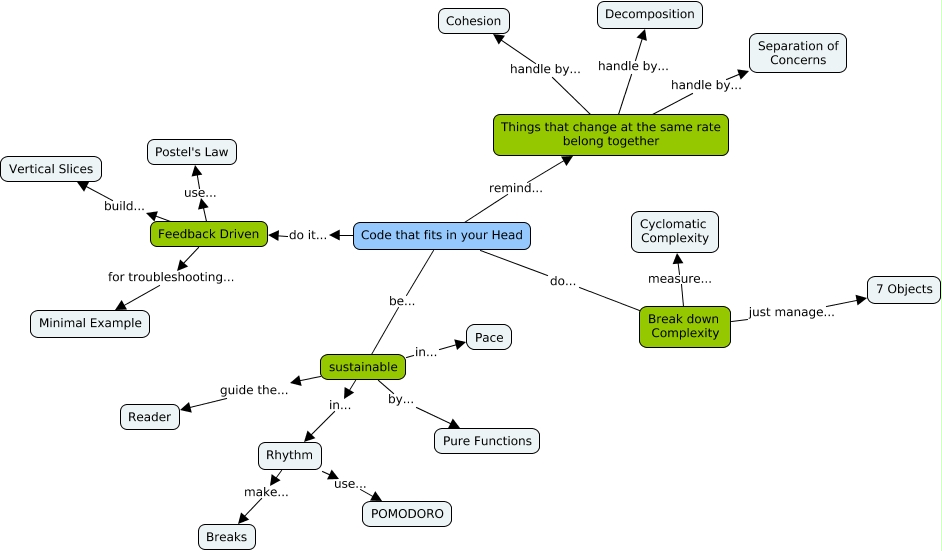 Decomposition
Cohesion
Separation of
Concerns
handle by...
handle by...
handle by...
Things that change at the same rate
belong together
Postel's Law
Vertical Slices
use...
build...
remind...
Feedback Driven
do it...
Code that fits in your Head
Cyclomatic
Complexity
for troubleshooting...
measure...
do...
7 Objects
be...
just manage...
Minimal Example
Break down
Complexity
Pace
in...
sustainable
guide the...
by...
in...
Reader
Pure Functions
Rhythm
use...
make...
POMODORO
Breaks